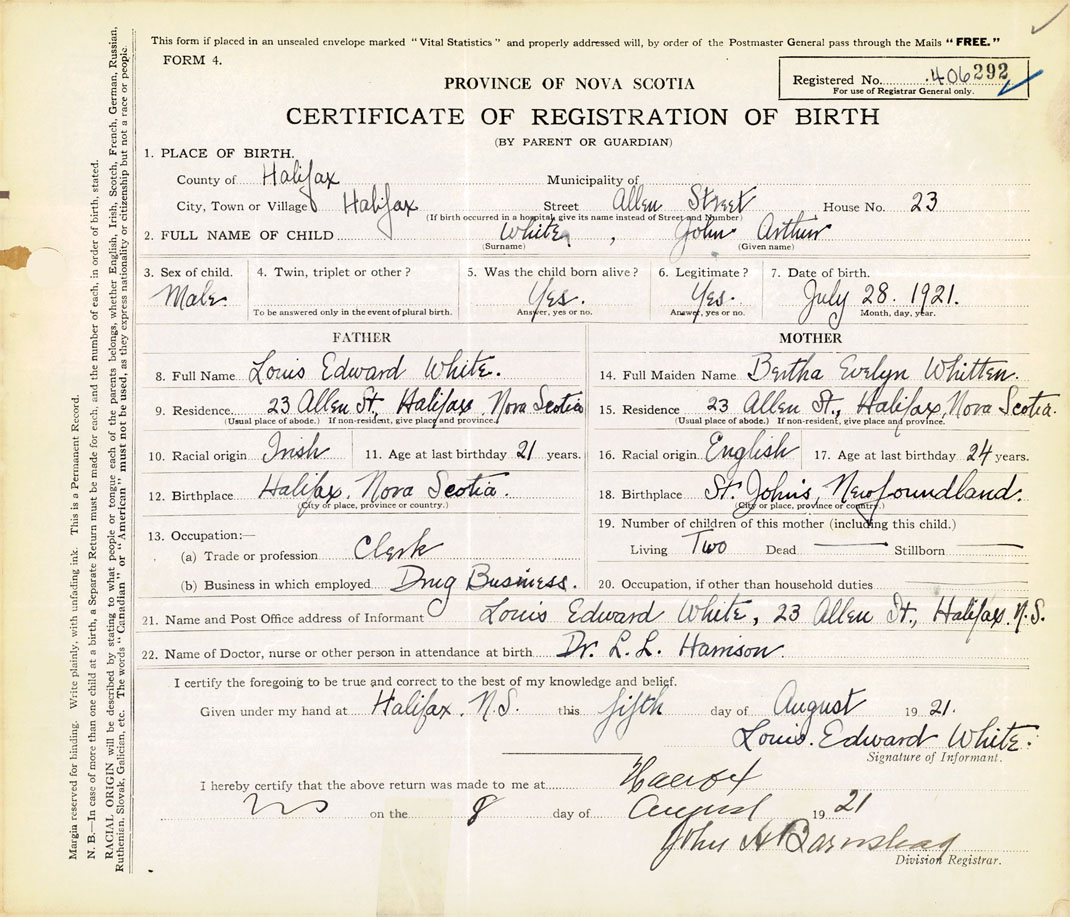 This form if placed in an unsealed envelope marked "Vital Statistics" and properly addressed will, by order of the Postmaster General pass through the Mails "FREE."
FORM 4.
Registered No. 406292
For use of Registrar General only.
PROVINCE OF NOVA SCOTIA
CERTIFICATE OF REGISTRATION OF BIRTH
(BY PARENT OR GUARDIAN)
1. PLACE OF BIRTH.
County of Halifax Municipality of
City, Town or Village Halifax Street Allen Street House No. 23
(If birth occurred in a hospital, give its name instead of Street and Number)
2. FULL NAME OF CHILD White, John Arthur
(Surname) (Given name)
3. Sex of child. 4. Twin, triplet or other? 5. Was the child born alive? 6. Legitimate? 7. Date of birth.
Male Yes. Yes. July 28. 1921.
To be answered only in the event of plural birth. Answer, yes or no. Answer, yes or no. Month, day, year.
FATHER MOTHER
8. Full Name Louis Edward White. 14. Full Maiden Name Bertha Evelyn Whitten.
9. Residence 23 Allen St., Halifax, Nova Scotia 15. Residence 23 Allen St., Halifax, Nova Scotia.
(Usual place of abode.) If non-resident, give place and province. (Usual place of abode.) If non-resident, give place and province.
10. Racial origin Irish 11. Age at last birthday 21 years. 16. Racial origin English 17. Age at last birthday 24 years.
12. Birthplace Halifax, Nova Scotia. 18. Birthplace St. John's, Newfoundland.
(City or place, province or country.) (City or place, province or country.)
19. Number of children of this mother (including this child.)
13. Occupation:—
(a) Trade or profession Clerk Living Two Dead — Stillborn —
(b) Business in which employed Drug Business. 20. Occupation, if other than household duties
21. Name and Post Office address of Informant Louis Edward White, 23 Allen St., Halifax, N.S.
22. Name of Doctor, nurse or other person in attendance at birth Dr. L. L. Harrison.
I certify the foregoing to be true and correct to the best of my knowledge and belief.
Given under my hand at Halifax, N.S. this fifth day of August 1921.
Louis Edward White.
Signature of Informant.
I hereby certify that the above return was made to me at Halifax
NS on the 8 day of August 1921
John H Barnstead
Division Registrar.
Margin reserved for binding. Write plainly, with unfading ink. This is a Permanent Record.
N. B.—In case of more than one child at a birth, a Separate Return must be made for each, and the number of each, in order of birth, stated.
RACIAL ORIGIN will be described by stating to what people or tongue each of the parents belongs, whether English, Irish, Scotch, French, German, Russian,
Ruthenian, Slovak, Galician, etc. The words "Canadian" or "American" must not be used, as they express nationality or citizenship but not a race or people.